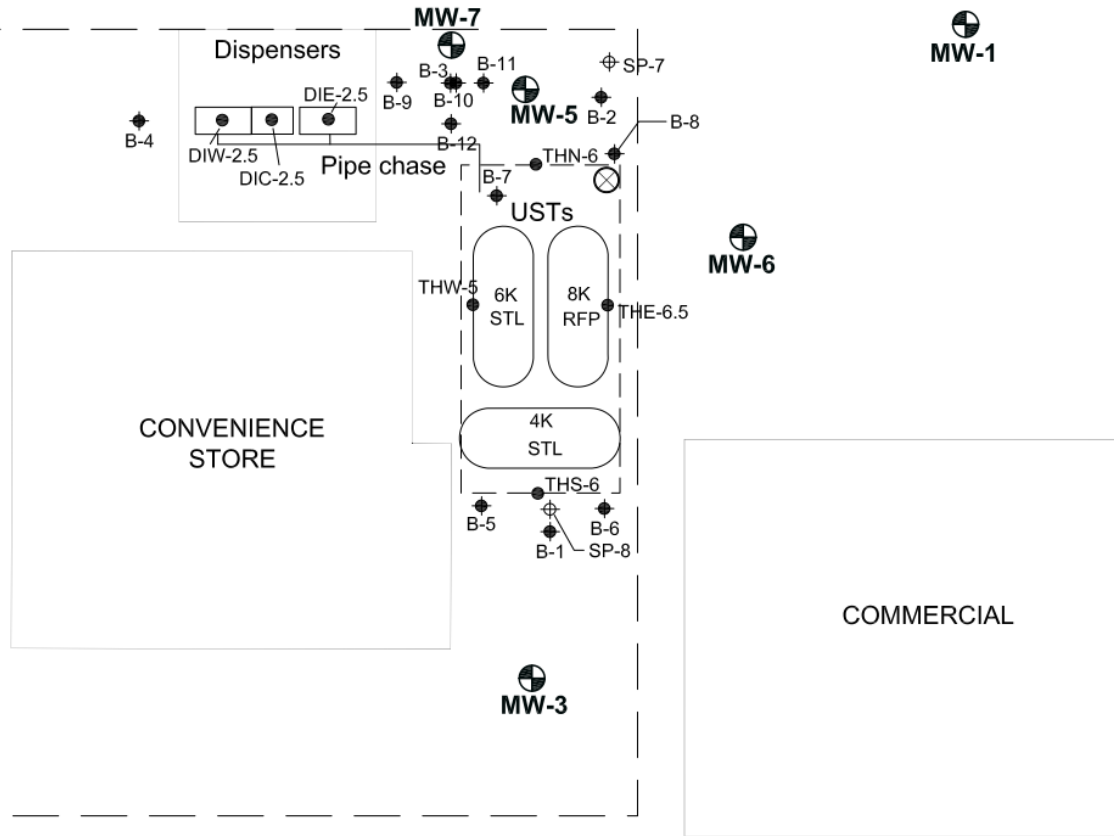 MW-7
MW-1
Dispensers
B-3
B-11
SP-7
DIE-2.5
B-9
B-10
MW-5
B-2
B-8
B-4
B-12
DIW-2.5
DIC-2.5
Pipe chase
THN-6
B-7
USTs
MW-6
THW-5
6K
STL
8K
RFP
THE-6.5
CONVENIENCE
STORE
4K
STL
THS-6
B-5
B-6
B-1
SP-8
COMMERCIAL
MW-3